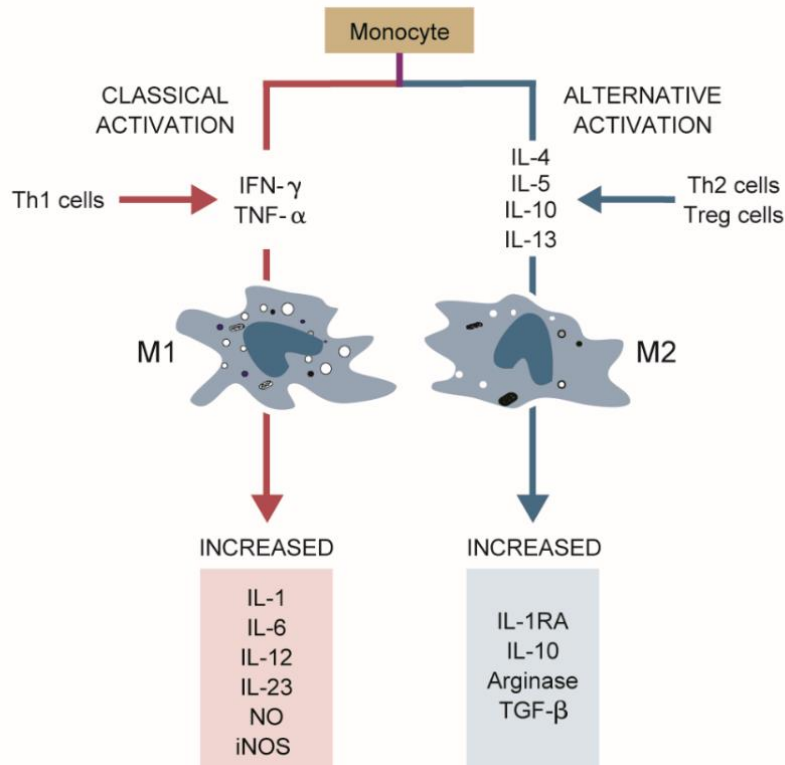 Monocyte
CLASSICAL
ACTIVATION
ALTERNATIVE
ACTIVATION
Th1 cells
IFN-γ
TNF-α
IL-4
IL-5
IL-10
IL-13
Th2 cells
Treg cells
M1
M2
INCREASED
IL-1
IL-6
IL-12
IL-23
NO
iNOS
INCREASED
IL-1RA
IL-10
Arginase
TGF-β